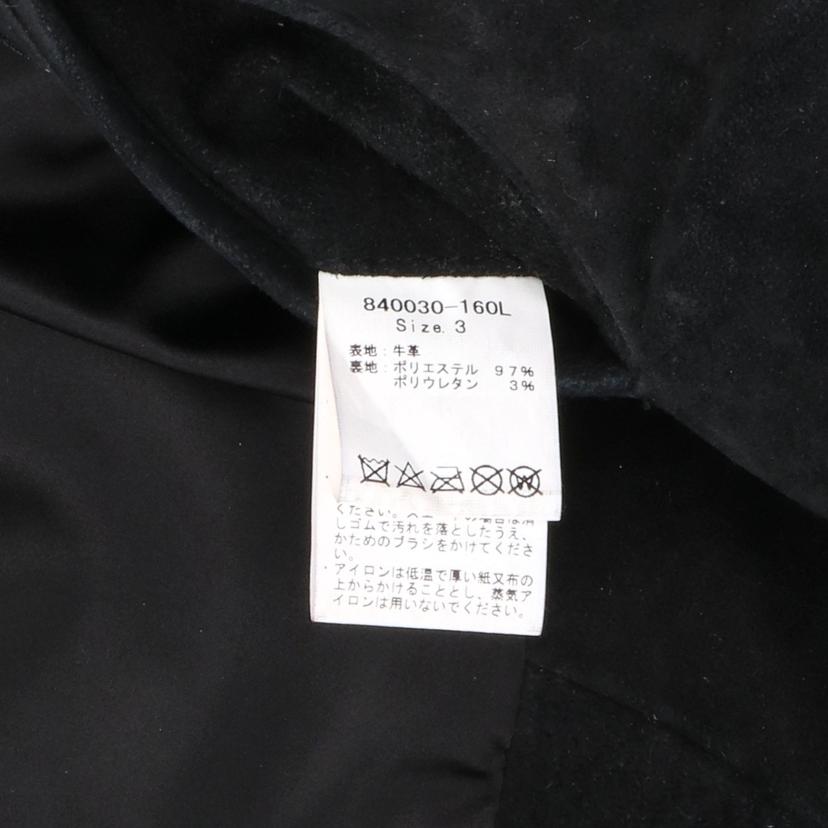 840030-160L
Size. 3
表地：牛革
裏地：ポリエステル 97%
ポリウレタン 3%
ください。
しゴムで汚れを落としたうえ、
かためのブラシをかけてくださ
い。
・アイロンは低温で厚い紙又布の
上からかけることとし、蒸気ア
イロンは用いないでください。